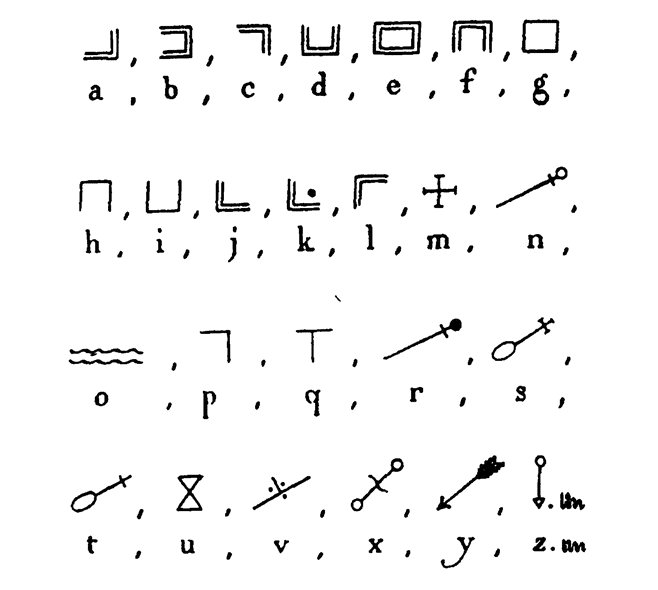 a , b , c , d , e , f , g ,
h , i , j , k , l , m , n ,
o , p , q , r , s ,
t , u , v , x , y , z .